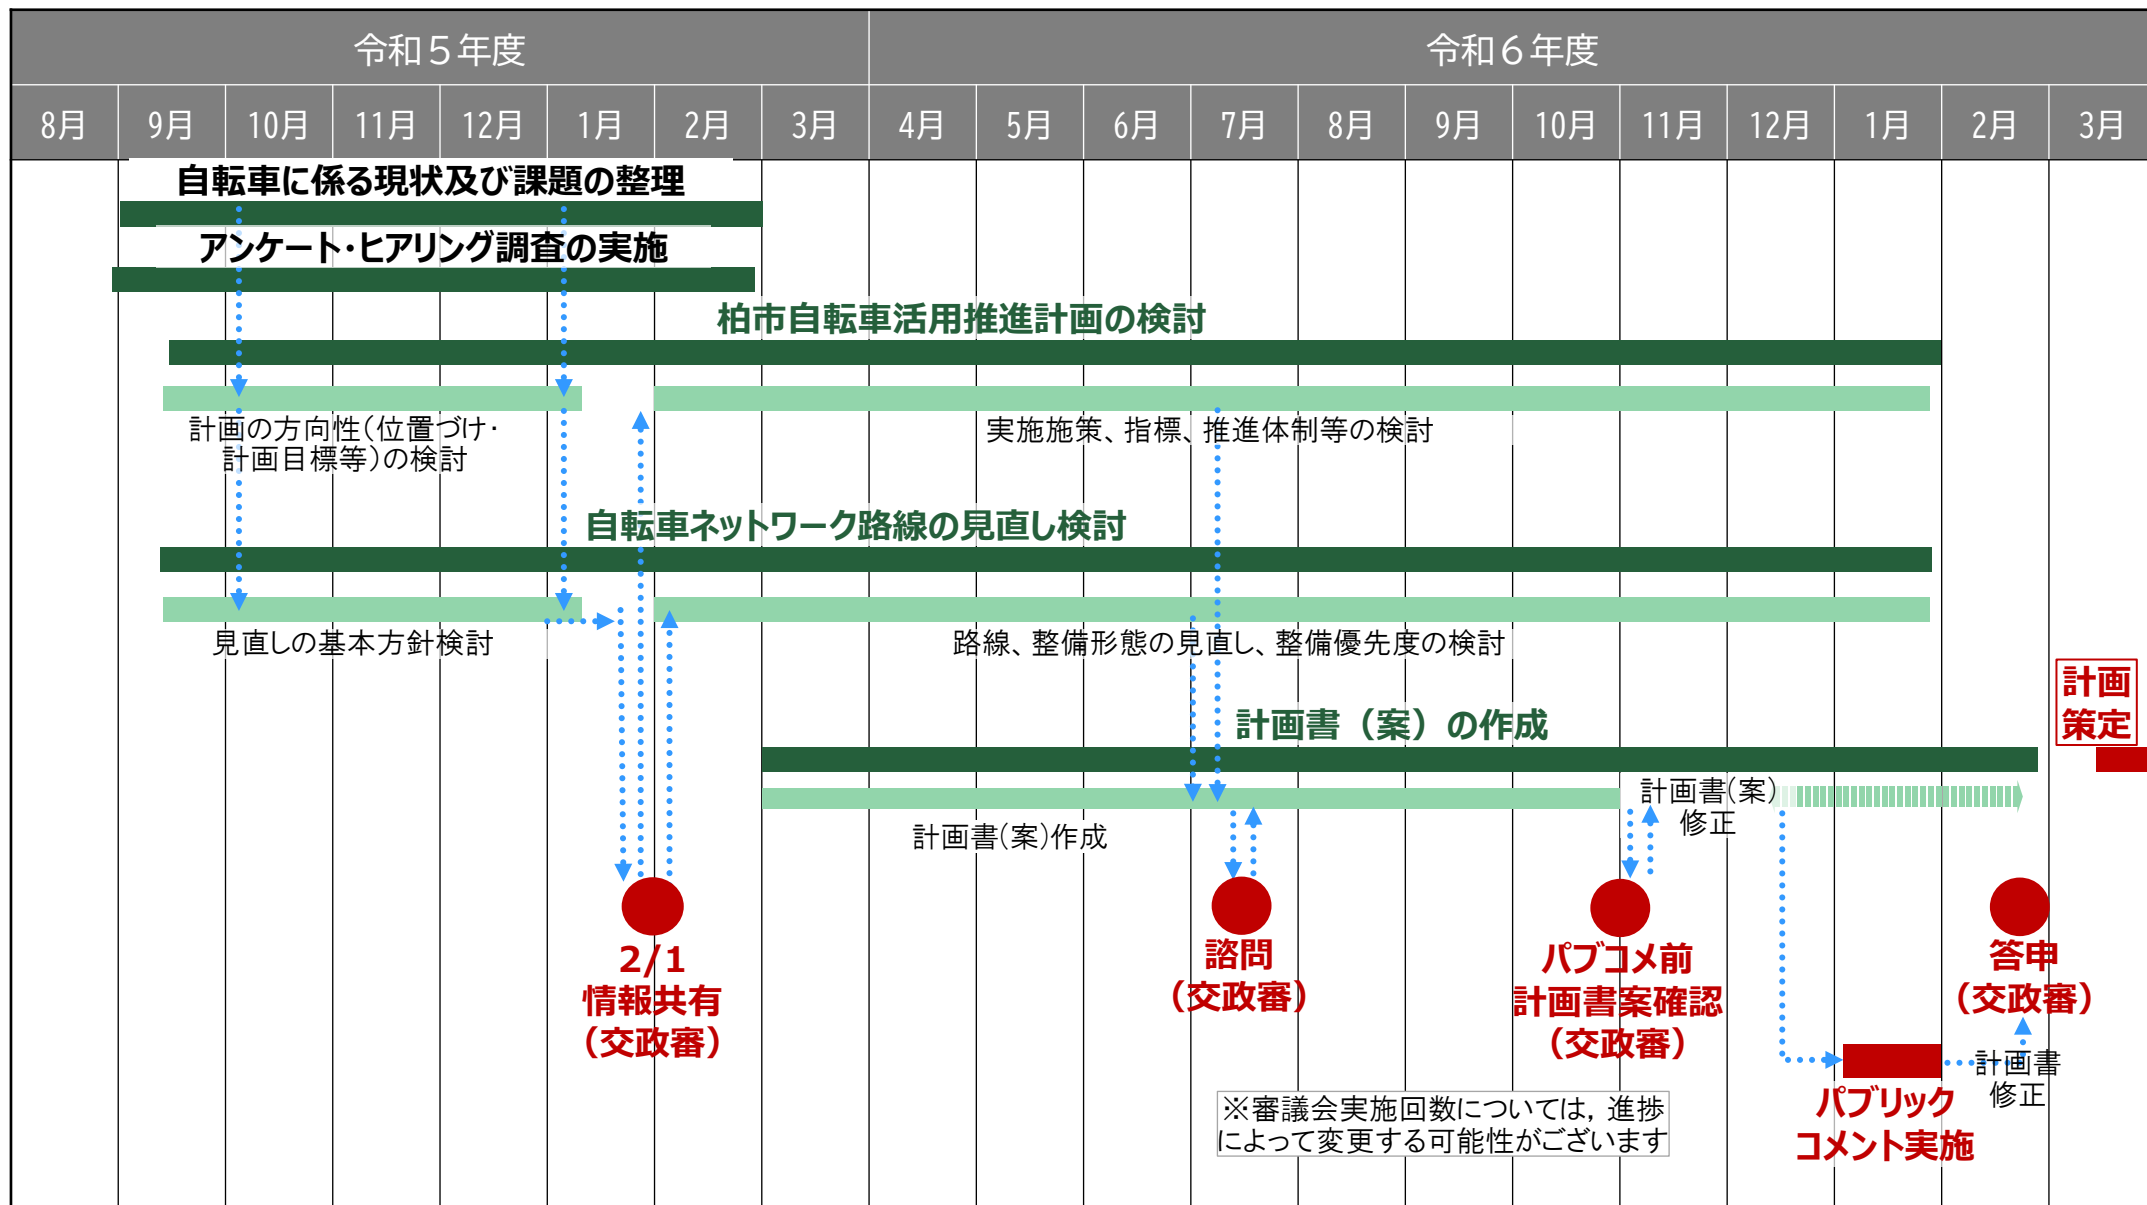 令和５年度
令和６年度
8月 9月 10月 11月 12月 1月 2月 3月 4月 5月 6月 7月 8月 9月 10月 11月 12月 1月 2月 3月
自転車に係る現状及び課題の整理
アンケート・ヒアリング調査の実施
柏市自転車活用推進計画の検討
計画の方向性（位置づけ・
計画目標等）の検討
実施施策、指標、推進体制等の検討
自転車ネットワーク路線の見直し検討
見直しの基本方針検討
路線、整備形態の見直し、整備優先度の検討
計画
策定
計画書（案）の作成
計画書（案）作成
計画書（案）
修正
2/1
情報共有
（交政審）
諮問
（交政審）
パブコメ前
計画書案確認
（交政審）
答申
（交政審）
計画書
修正
パブリック
コメント実施
※審議会実施回数については，進捗
によって変更する可能性がございます